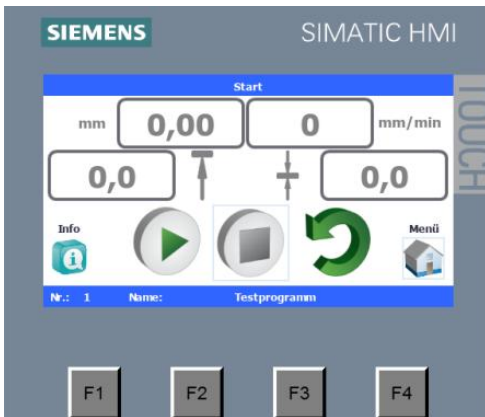 SIEMENS
SIMATIC HMI
TOUCH
Start
mm 0,00 0 mm/min
0,0 0,0
Info
Menü
Nr.: 1 Name: Testprogramm
F1 F2 F3 F4